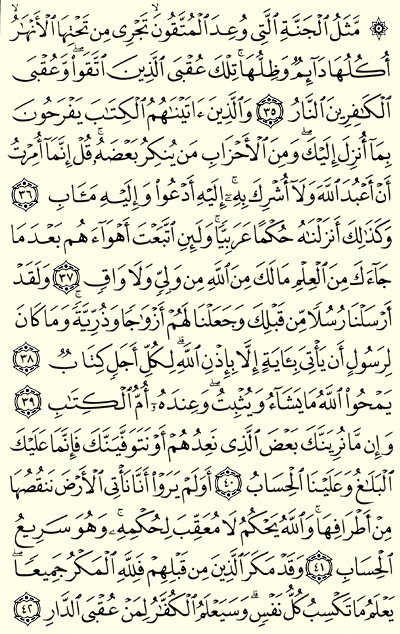 ۞ مَّثَلُ ٱلۡجَنَّةِ ٱلَّتِي وُعِدَ ٱلۡمُتَّقُونَۖ تَجۡرِي مِن تَحۡتِهَا ٱلۡأَنۡهَٰرُۖ
أُكُلُهَا دَآئِمٞ وَظِلُّهَاۚ تِلۡكَ عُقۡبَى ٱلَّذِينَ ٱتَّقَواْۚ وَّعُقۡبَى
ٱلۡكَٰفِرِينَ ٱلنَّارُ ٣٥ وَٱلَّذِينَ ءَاتَيۡنَٰهُمُ ٱلۡكِتَٰبَ يَفۡرَحُونَ
بِمَآ أُنزِلَ إِلَيۡكَۖ وَمِنَ ٱلۡأَحۡزَابِ مَن يُنكِرُ بَعۡضَهُۥۚ قُلۡ إِنَّمَآ أُمِرۡتُ
أَنۡ أَعۡبُدَ ٱللَّهَ وَلَآ أُشۡرِكَ بِهِۦٓۚ إِلَيۡهِ أَدۡعُواْ وَإِلَيۡهِ مَـَٔابِ ٣٦
وَكَذَٰلِكَ أَنزَلۡنَٰهُ حُكۡمًا عَرَبِيّٗاۚ وَلَئِنِ ٱتَّبَعۡتَ أَهۡوَآءَهُم بَعۡدَ مَا
جَآءَكَ مِنَ ٱلۡعِلۡمِ مَا لَكَ مِنَ ٱللَّهِ مِن وَلِيّٖ وَلَا وَاقٖ ٣٧ وَلَقَدۡ
أَرۡسَلۡنَا رُسُلٗا مِّن قَبۡلِكَ وَجَعَلۡنَا لَهُمۡ أَزۡوَٰجٗا وَذُرِّيَّةٗۚ وَمَا كَانَ
لِرَسُولٍ أَن يَأۡتِيَ بِـَٔايَةٍ إِلَّا بِإِذۡنِ ٱللَّهِۗ لِكُلِّ أَجَلٖ كِتَابٞ ٣٨
يَمۡحُواْ ٱللَّهُ مَا يَشَآءُ وَيُثۡبِتُۖ وَعِندَهُۥٓ أُمُّ ٱلۡكِتَٰبِ ٣٩
وَإِن مَّا نُرِيَنَّكَ بَعۡضَ ٱلَّذِي نَعِدُهُمۡ أَوۡ نَتَوَفَّيَنَّكَ فَإِنَّمَا عَلَيۡكَ
ٱلۡبَلَٰغُ وَعَلَيۡنَا ٱلۡحِسَابُ ٤٠ أَوَلَمۡ يَرَوۡاْ أَنَّا نَأۡتِي ٱلۡأَرۡضَ نَنقُصُهَا
مِنۡ أَطۡرَافِهَاۚ وَٱللَّهُ يَحۡكُمُ لَا مُعَقِّبَ لِحُكۡمِهِۦۚ وَهُوَ سَرِيعُ
ٱلۡحِسَابِ ٤١ وَقَدۡ مَكَرَ ٱلَّذِينَ مِن قَبۡلِهِمۡ فَلِلَّهِ ٱلۡمَكۡرُ جَمِيعٗاۖ
يَعۡلَمُ مَا تَكۡسِبُ كُلُّ نَفۡسٖۗ وَسَيَعۡلَمُ ٱلۡكُفَّٰرُ لِمَنۡ عُقۡبَى ٱلدَّارِ ٤٢